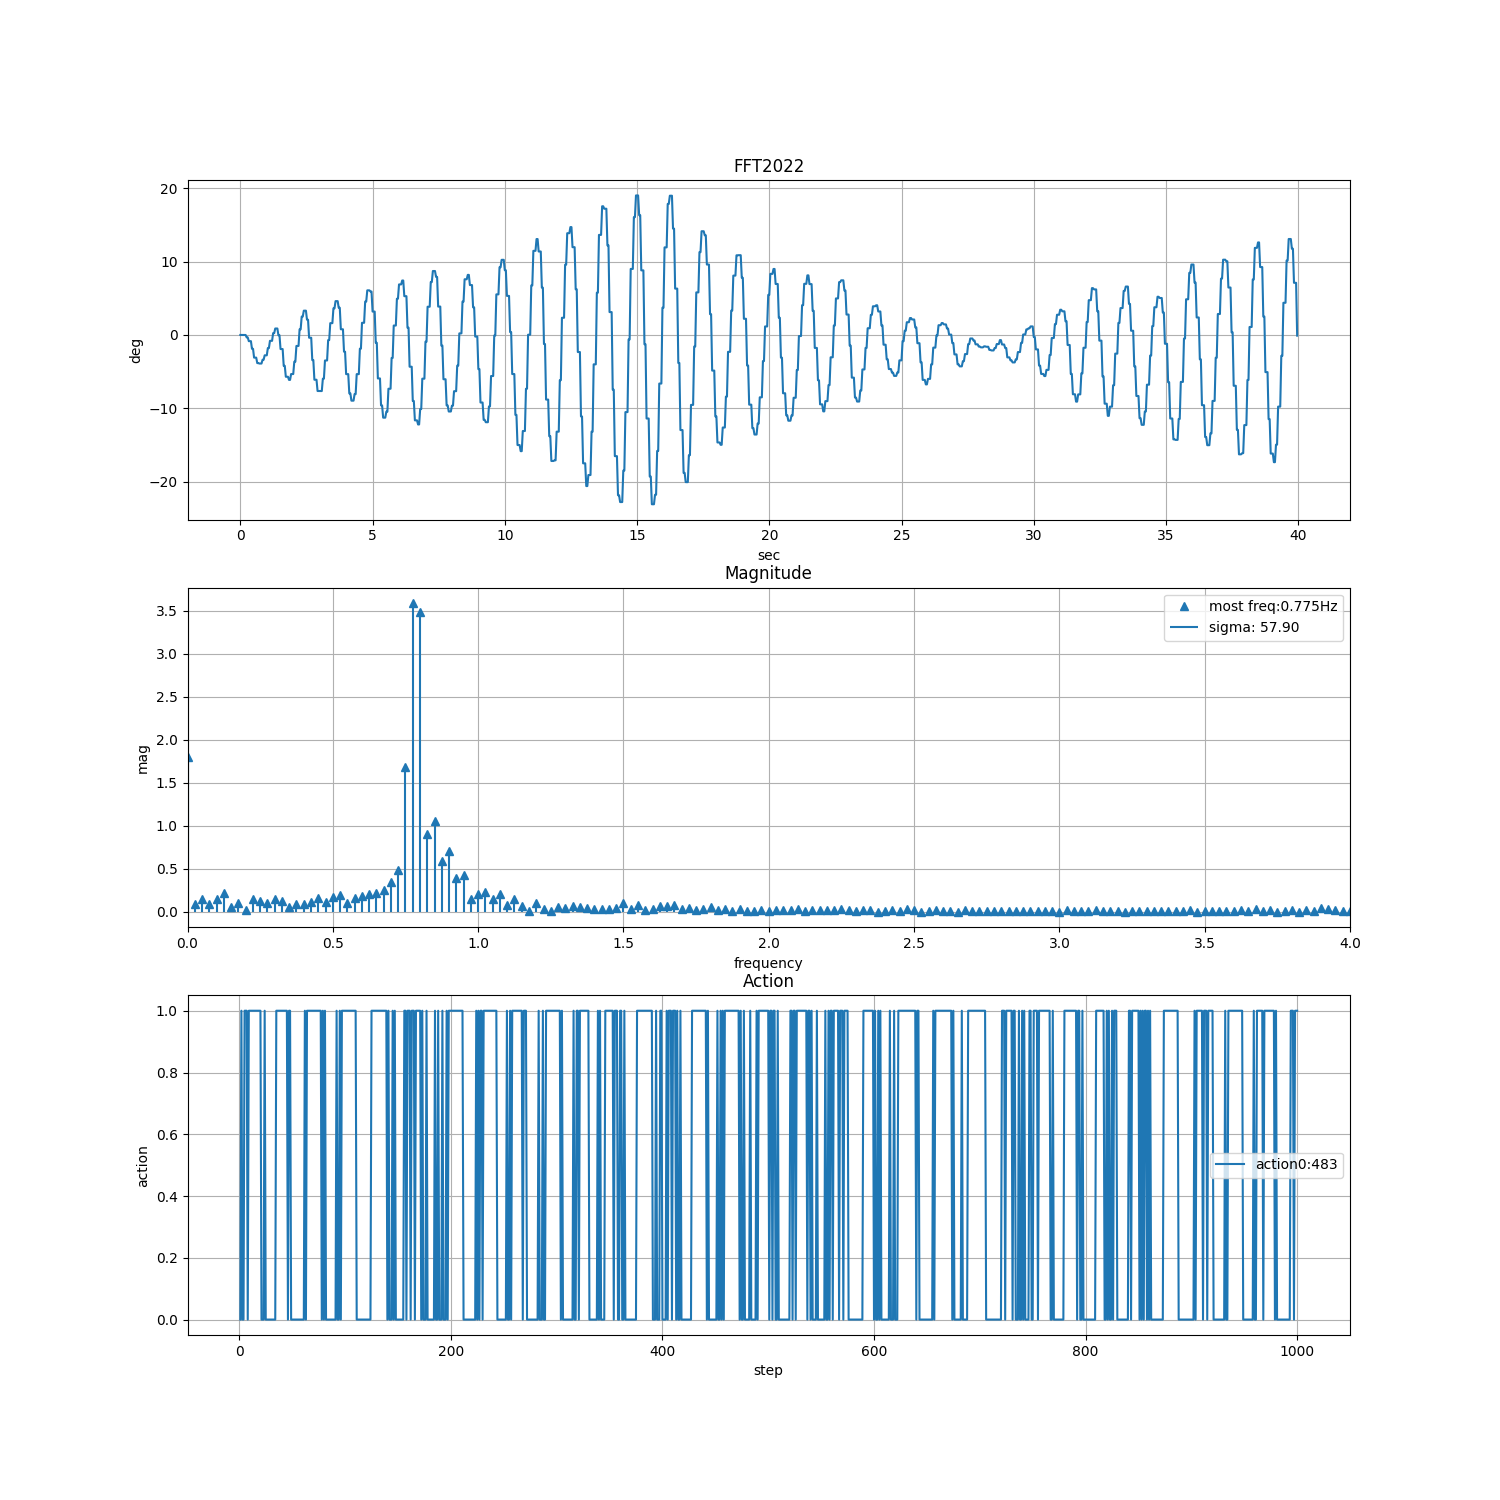 FFT2022
20
10
0
−10
−20
deg
0 5 10 15 20 25 30 35 40
sec
Magnitude
most freq:0.775Hz
sigma: 57.90
3.5
3.0
2.5
2.0
1.5
1.0
0.5
0.0
mag
0.0 0.5 1.0 1.5 2.0 2.5 3.0 3.5 4.0
frequency
Action
1.0
0.8
0.6
0.4
0.2
0.0
action
action0:483
0 200 400 600 800 1000
step